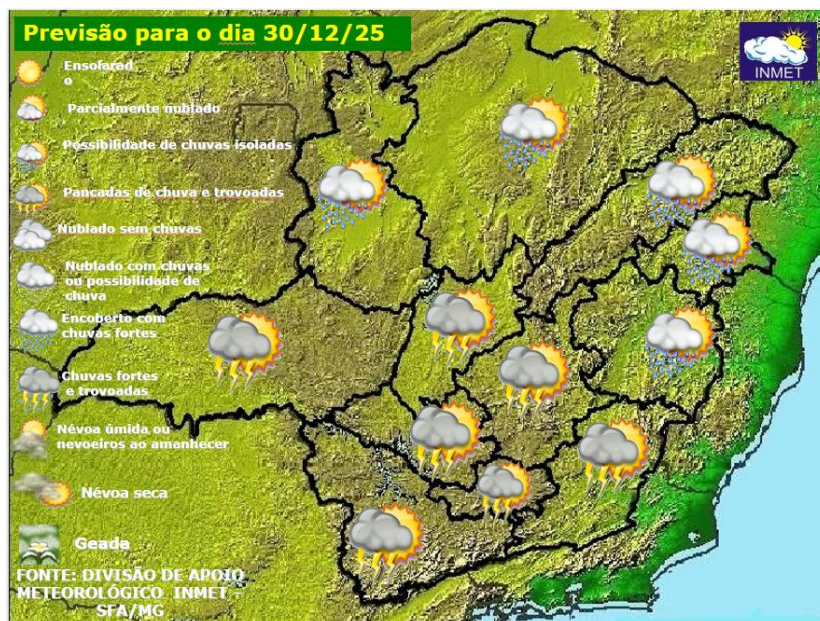 Previsão para o dia 30/12/25
INMET
Ensolarad
o
Parcialmente nublado
Possibilidade de chuvas isoladas
Pancadas de chuva e trovoadas
Nublado sem chuvas
Nublado com chuvas
ou possibilidade de
chuva
Encoberto com
chuvas fortes
Chuvas fortes
e trovoadas
Névoa úmida ou
nevoeiros ao amanhecer
Névoa seca
Geada
FONTE: DIVISÃO DE APOIO
METEOROLÓGICO INMET -
SFA/MG